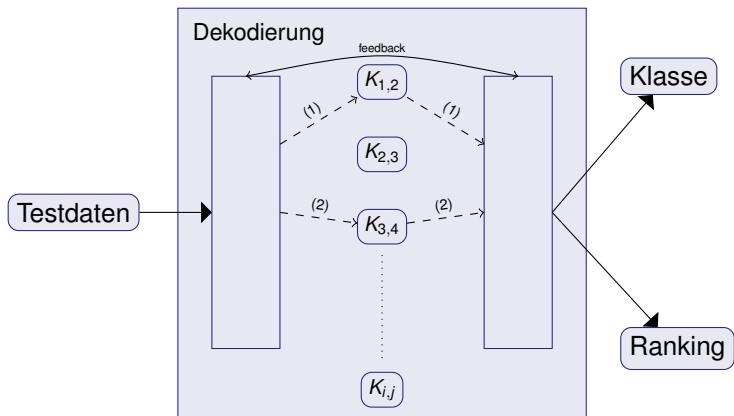 Dekodierung
feedback
K1,2
Klasse
(1)
(1)
K2,3
Testdaten
(2)
K3,4
(2)
Ranking
Ki,j